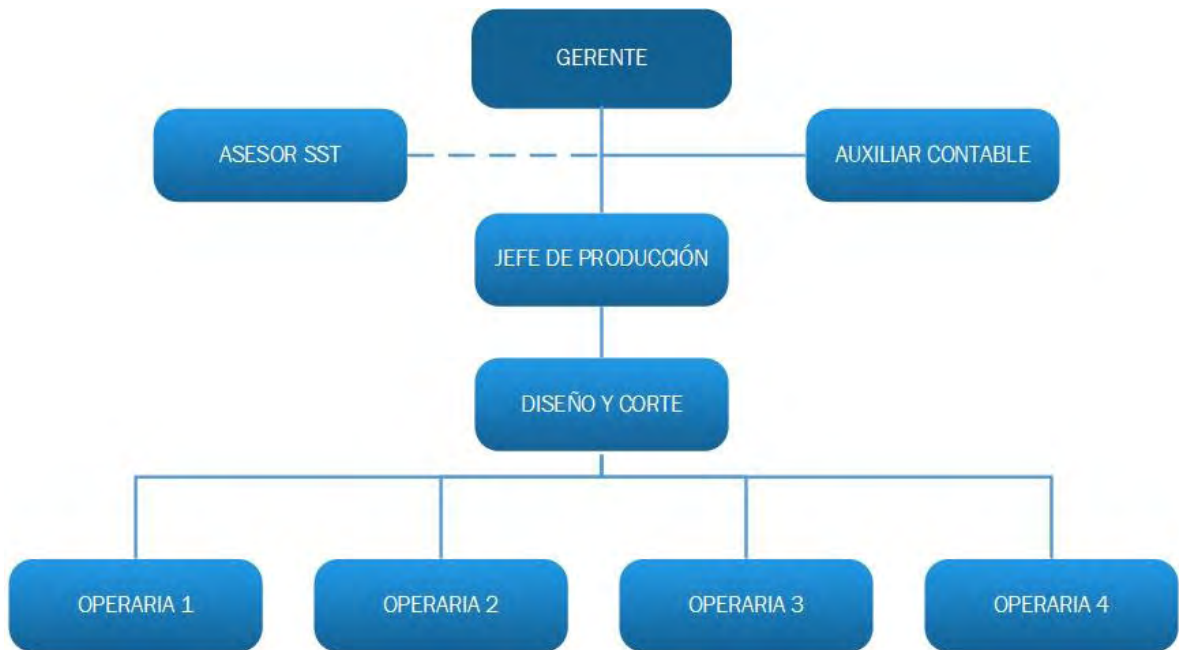 GERENTE
ASESOR SST
AUXILIAR CONTABLE
JEFE DE PRODUCCIÓN
DISEÑO Y CORTE
OPERARIA 1
OPERARIA 2
OPERARIA 3
OPERARIA 4